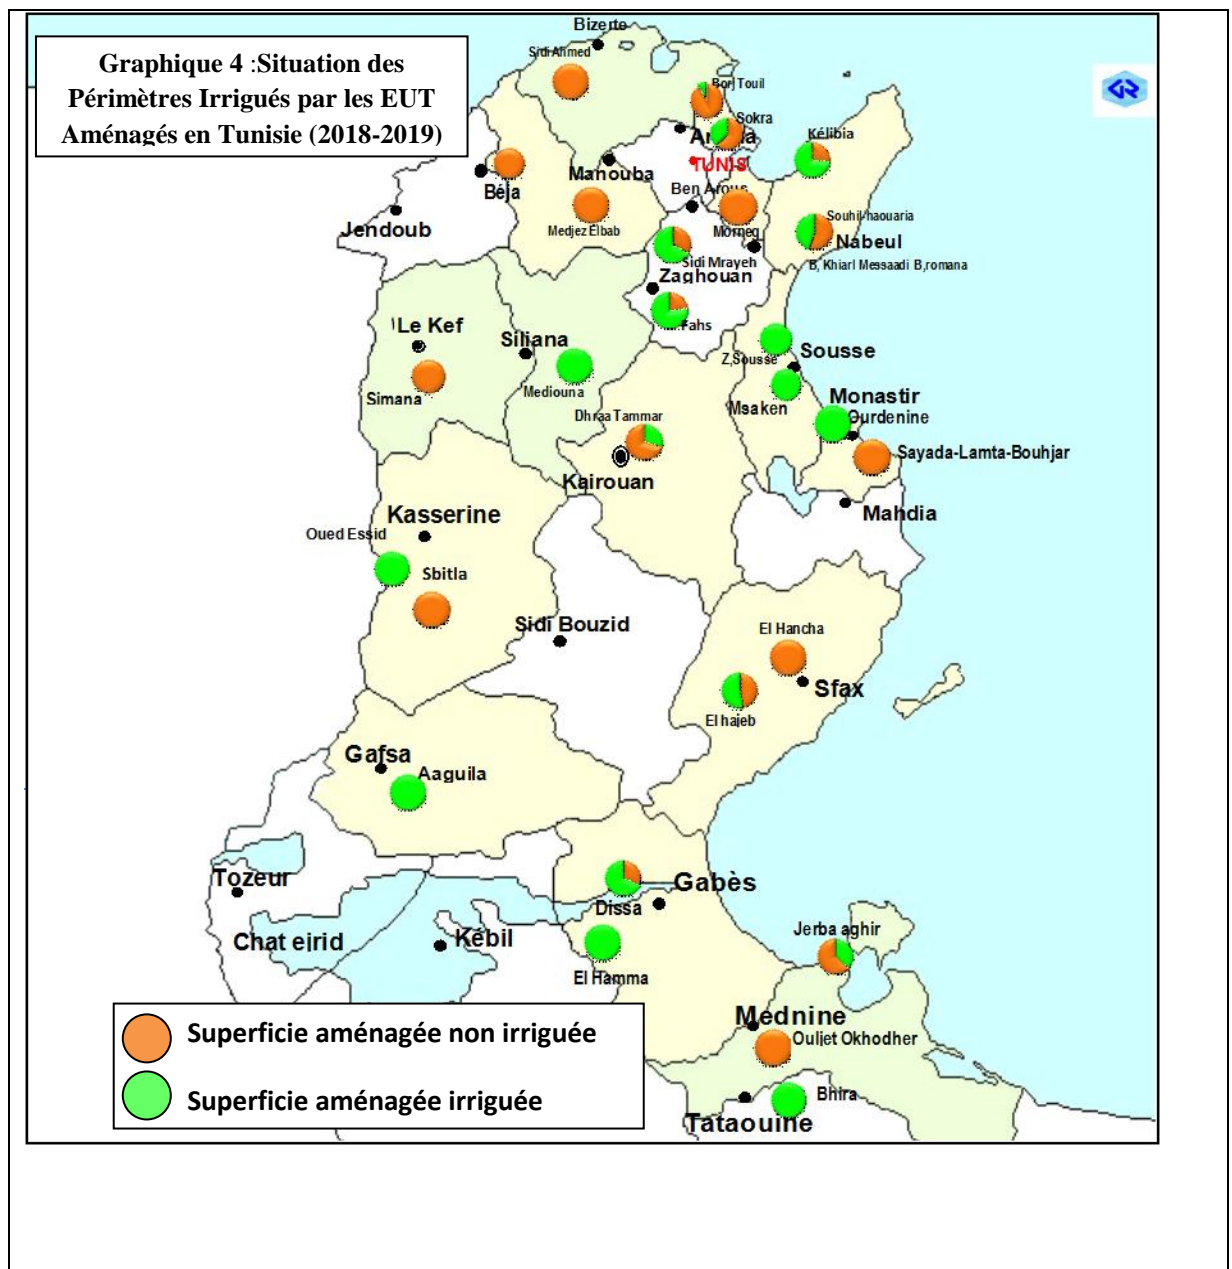 Graphique 4 :Situation des
Périmètres Irrigués par les EUT
Aménagés en Tunisie (2018-2019)
Bizerte
Sidi Ahmed
Borj Touil
Sokra
Kélibia
TUNIS
Manouba
Béja
Ben Arous
Medjez Elbab
Morneg
Souhil-haouaria
Nabeul
B, Khiarl Messaadi B,romana
Jendoub
Sidi Mrayeh
Zaghouan
Fahs
Le Kef
Siliana
Z,Sousse
Sousse
Simana
Mediouna
Msaken
Monastir
Ourdenine
Dhraa Tammar
Sayada-Lamta-Bouhjar
Kairouan
Mahdia
Kasserine
Oued Essid
Sbitla
Sidi Bouzid
El Hancha
Sfax
El hajeb
Gafsa
Aaguila
Tozeur
Gabès
Dissa
Chat ejrid
Kébil
El Hamma
Jerba aghir
Mednine
Ouljet Okhodher
Bhira
Tataouine
Superficie aménagée non irriguée
Superficie aménagée irriguée